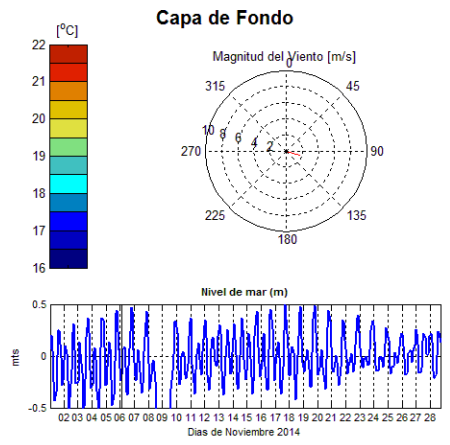 Capa de Fondo
[°C]
22
21
20
19
18
17
16
Magnitud del Viento [m/s]
0
315 45
10 8 6 4 2
270 90
225 135
180
Nivel de mar (m)
0.5
0
-0.5
mts
02 03 04 05 06 07 08 09 10 11 12 13 14 15 16 17 18 19 20 21 22 23 24 25 26 27 28
Dias de Noviembre 2014